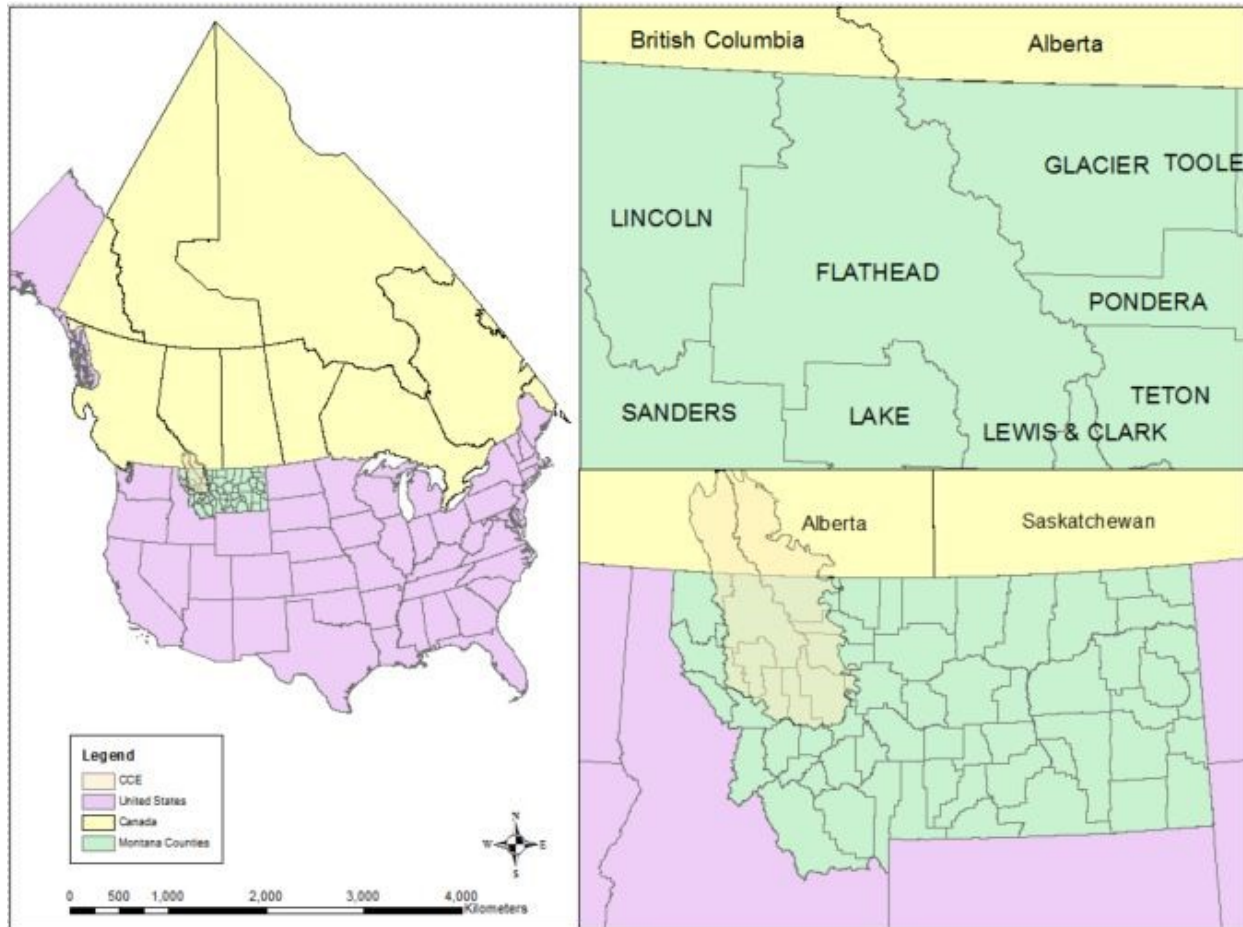 British Columbia
Alberta
GLACIER
TOOLE
LINCOLN
FLATHEAD
PONDERA
SANDERS
LAKE
TETON
LEWIS & CLARK
Alberta
Saskatchewan
Legend
CCE
United States
Canada
Montana Counties
N
W
E
S
0 500 1,000 2,000 3,000 4,000
Kilometers